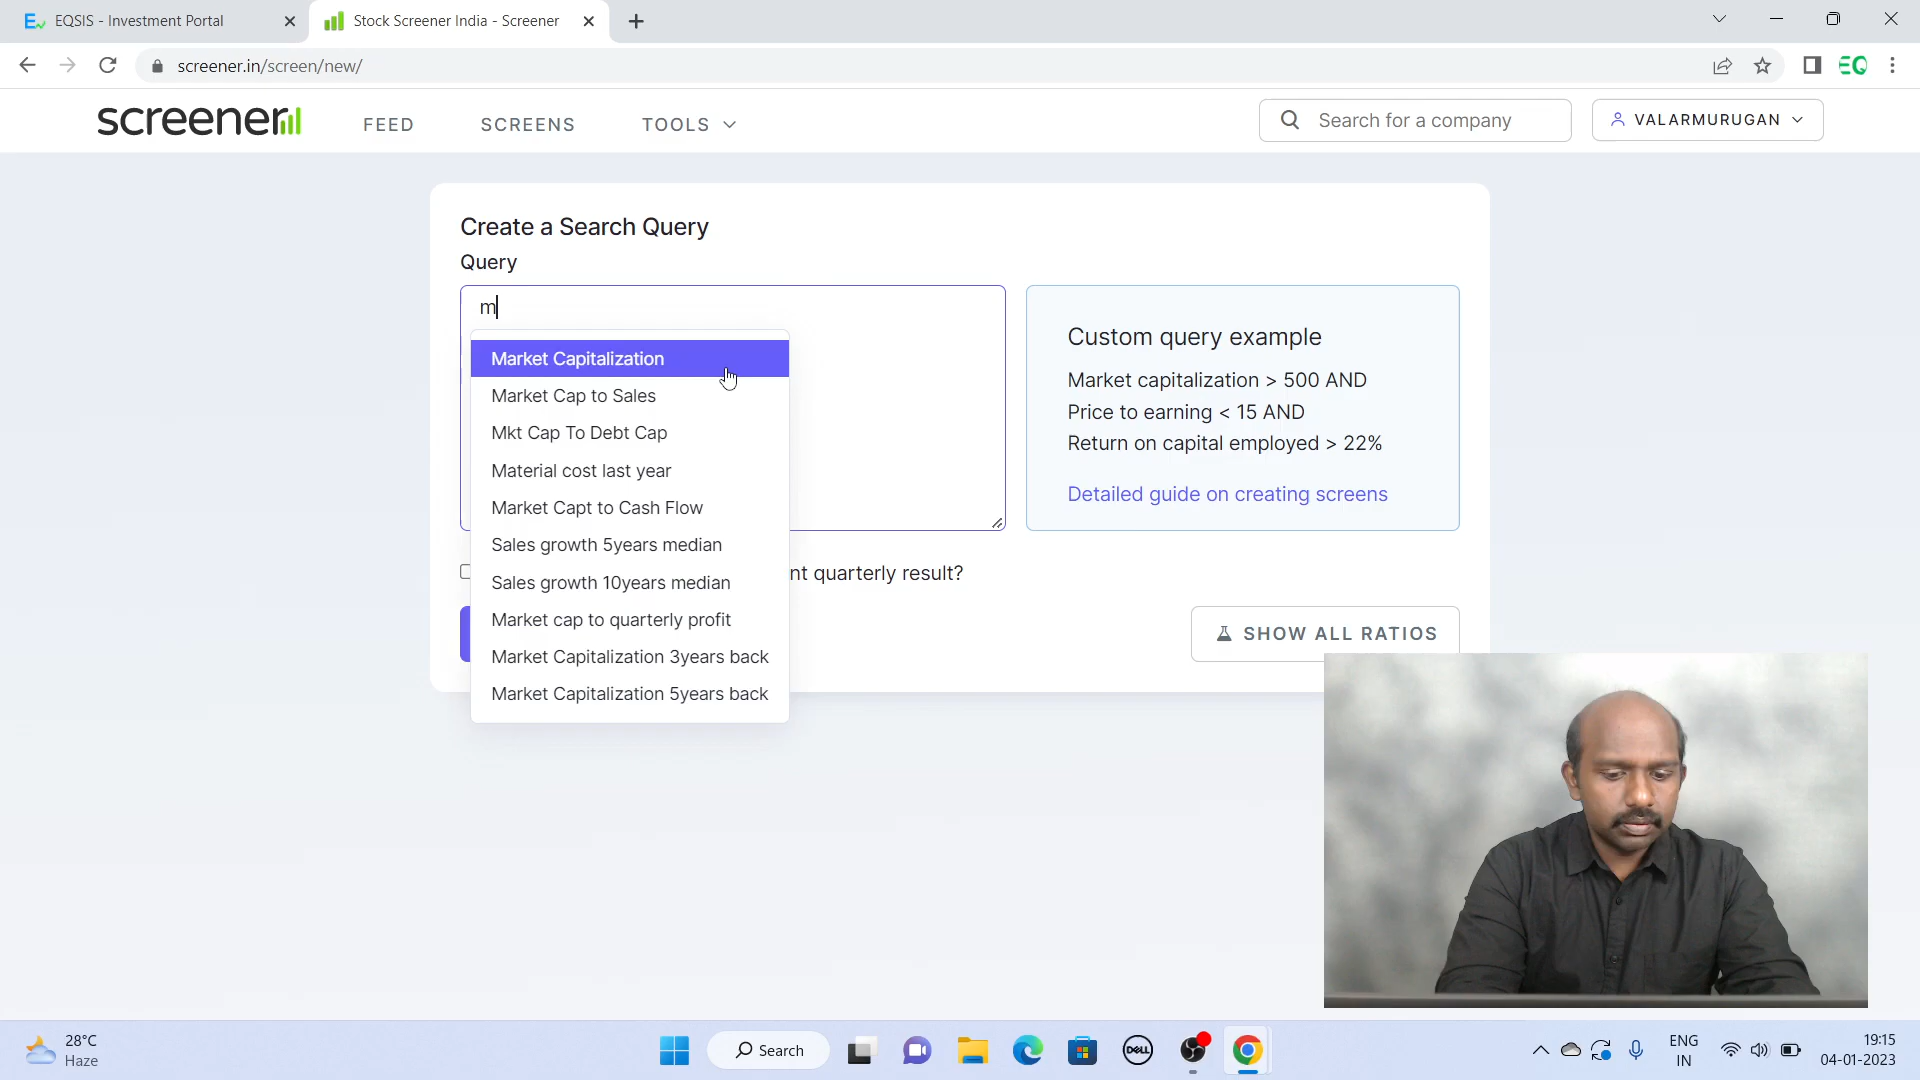 EQSIS - Investment Portal
Stock Screener India - Screener
screener.in/screen/new/
EQ
screener
FEED
SCREENS
TOOLS
Search for a company
VALARMURUGAN
Create a Search Query
Query
m
Market Capitalization
Market Cap to Sales
Mkt Cap To Debt Cap
Material cost last year
Market Capt to Cash Flow
Sales growth 5years median
Sales growth 10years median
Market cap to quarterly profit
Market Capitalization 3years back
Market Capitalization 5years back
Custom query example
Market capitalization > 500 AND
Price to earning < 15 AND
Return on capital employed > 22%
Detailed guide on creating screens
nt quarterly result?
SHOW ALL RATIOS
28°C
Haze
Search
DELL
ENG
IN
19:15
04-01-2023